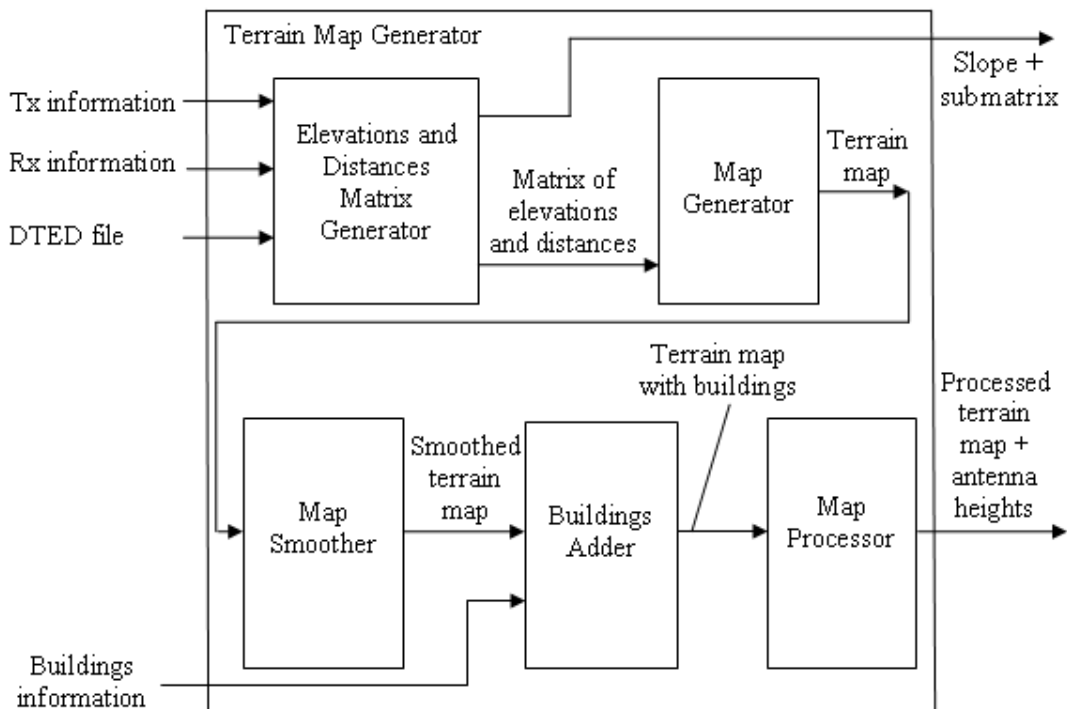 Terrain Map Generator
Slope +
submatrix
Tx information
Rx information
DTED file
Elevations and
Distances
Matrix
Generator
Matrix of
elevations
and distances
Map
Generator
Terrain
map
Terrain map
with buildings
Processed
terrain
map +
antenna
heights
Map
Smoother
Smoothed
terrain
map
Buildings
Adder
Map
Processor
Buildings
information